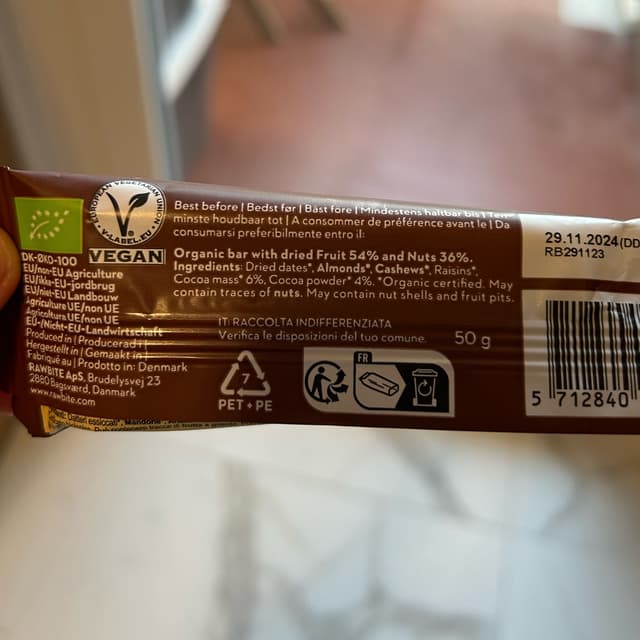 EUROPEAN VEGETARIAN UNION
V-LABEL.EU
VEGAN
DK-ØKO-100
EU/non-EU Agriculture
EU/ikke-EU-jordbrug
EU/Non-EU Landbouw
Agriculture UE/non UE
Agricoltura UE/non UE
EU-/Nicht-EU-Landwirtschaft
Produced in | Produceret i |
Hergestellt in | Gemaakt in |
Fabriqué au | Prodotto in: Denmark
RAWBITE ApS, Brudelysvej 23
2880 Bagsværd, Denmark
www.rawbite.com
Best before | Bedst før | Bäst före | Mindestens haltbar bis | Ten
minste houdbaar tot | A consommer de préférence avant le | Da
consumarsi preferibilmente entro il:
Organic bar with dried Fruit 54% and Nuts 36%.
Ingredients: Dried dates*, Almonds*, Cashews*, Raisins*,
Cocoa mass* 6%, Cocoa powder* 4%. *Organic certified. May
contain traces of nuts. May contain nut shells and fruit pits.
IT: RACCOLTA INDIFFERENZIATA
Verifica le disposizioni del tuo comune.
50 g
7
PET + PE
FR
29.11.2024 (DD
RB291123
5 712840